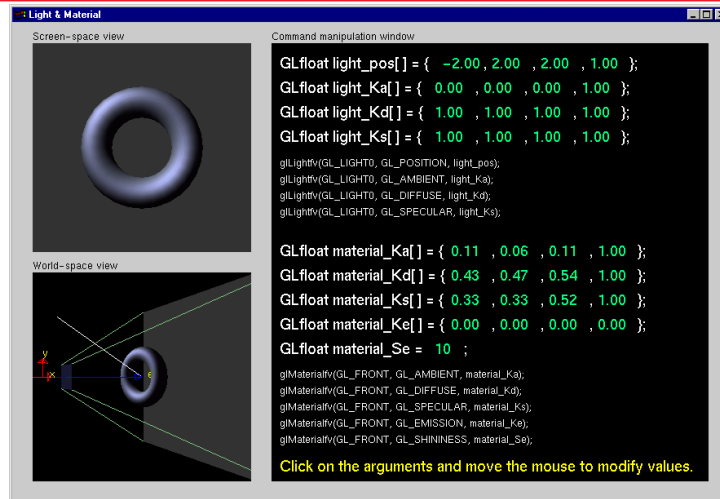 Light & Material
Screen-space view
Command manipulation window
GLfloat light_pos[ ] = { -2.00 , 2.00 , 2.00 , 1.00 };
GLfloat light_Ka[ ] = { 0.00 , 0.00 , 0.00 , 1.00 };
GLfloat light_Kd[ ] = { 1.00 , 1.00 , 1.00 , 1.00 };
GLfloat light_Ks[ ] = { 1.00 , 1.00 , 1.00 , 1.00 };
glLightfv(GL_LIGHT0, GL_POSITION, light_pos);
glLightfv(GL_LIGHT0, GL_AMBIENT, light_Ka);
glLightfv(GL_LIGHT0, GL_DIFFUSE, light_Kd);
glLightfv(GL_LIGHT0, GL_SPECULAR, light_Ks);
GLfloat material_Ka[ ] = { 0.11 , 0.06 , 0.11 , 1.00 };
GLfloat material_Kd[ ] = { 0.43 , 0.47 , 0.54 , 1.00 };
GLfloat material_Ks[ ] = { 0.33 , 0.33 , 0.52 , 1.00 };
GLfloat material_Ke[ ] = { 0.00 , 0.00 , 0.00 , 0.00 };
GLfloat material_Se = 10 ;
glMaterialfv(GL_FRONT, GL_AMBIENT, material_Ka);
glMaterialfv(GL_FRONT, GL_DIFFUSE, material_Kd);
glMaterialfv(GL_FRONT, GL_SPECULAR, material_Ks);
glMaterialfv(GL_FRONT, GL_EMISSION, material_Ke);
glMaterialfv(GL_FRONT, GL_SHININESS, material_Se);
Click on the arguments and move the mouse to modify values.
World-space view
y
x